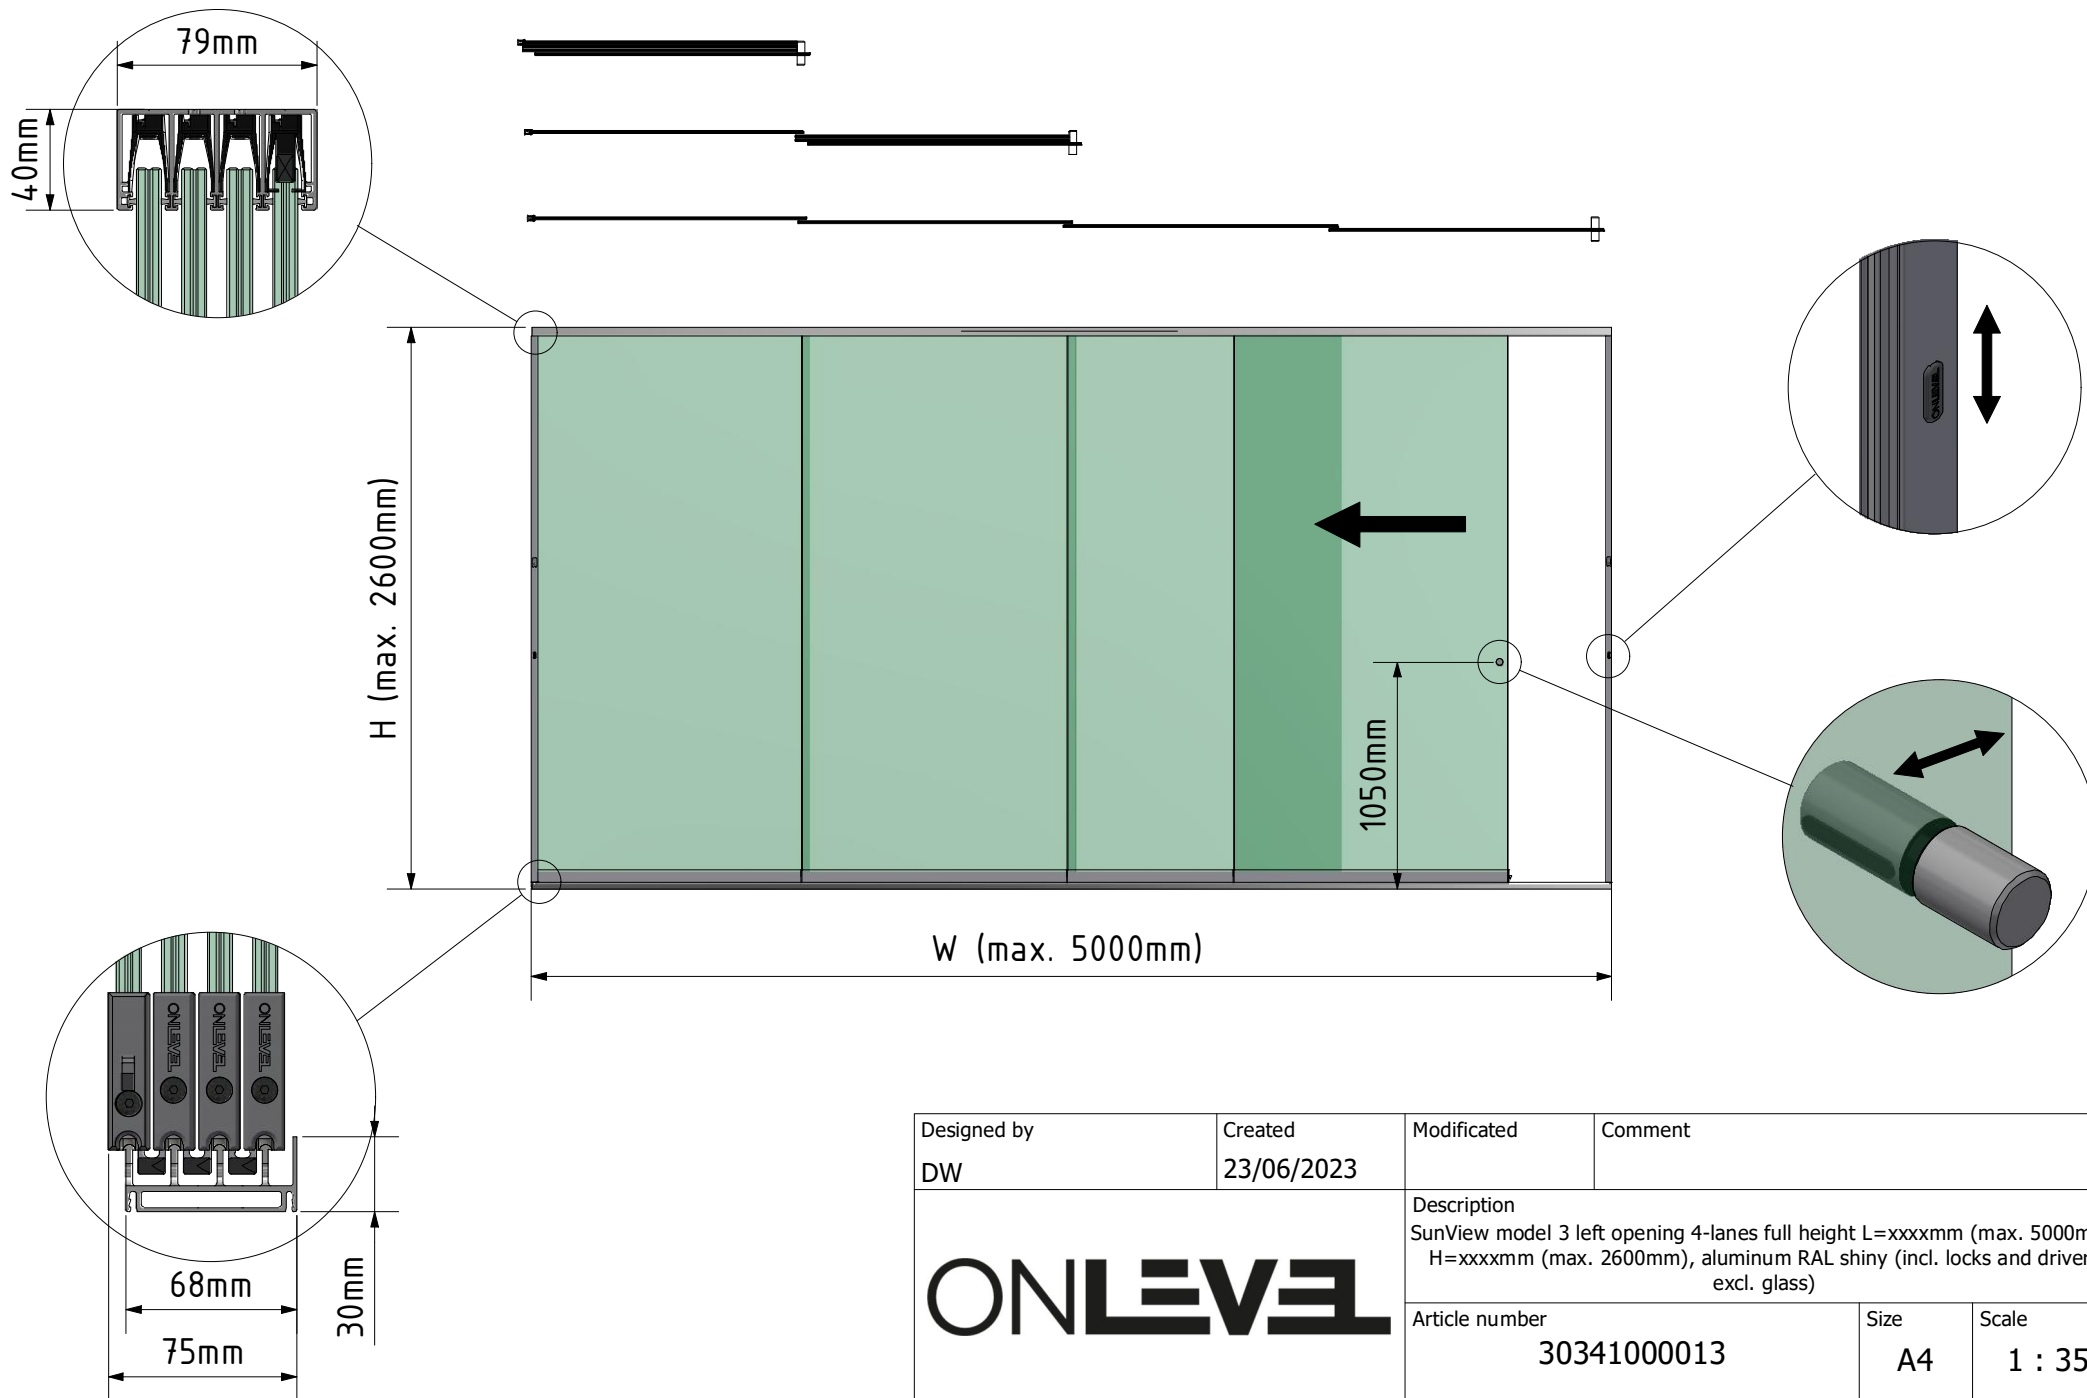 79mm
40mm
H (max. 2600mm)
1050mm
W (max. 5000mm)
ONLEVEL
ONLEVEL
ONLEVEL
ONLEVEL
68mm
75mm
30mm
Designed by
DW
Created
23/06/2023
Modificated
Comment
ONLEVEL
Description
SunView model 3 left opening 4-lanes full height L=xxxxmm (max. 5000m
H=xxxxmm (max. 2600mm), aluminum RAL shiny (incl. locks and driver
excl. glass)
Article number
30341000013
Size
A4
Scale
1 : 35